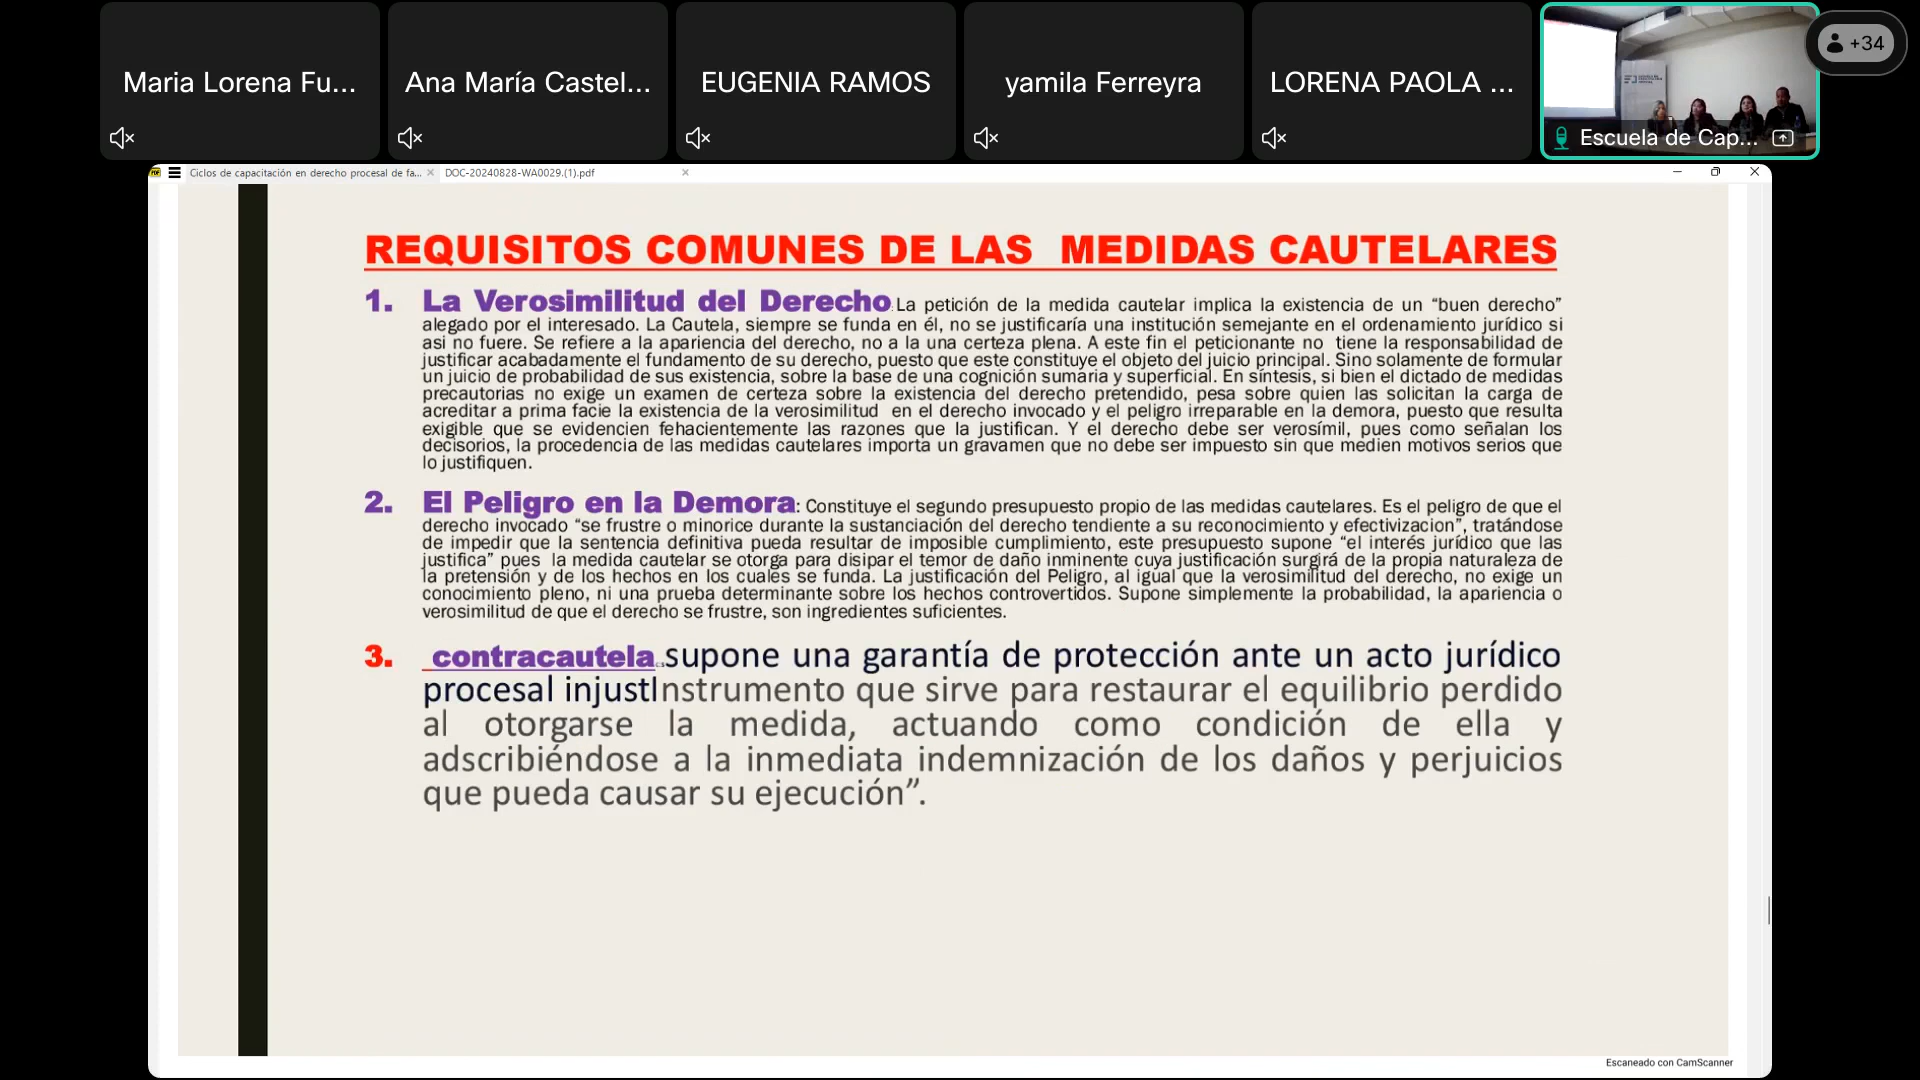 Maria Lorena Fu...
Ana María Castel...
EUGENIA RAMOS
yamila Ferreyra
LORENA PAOLA ...
Escuela de Cap...
+34
Ciclos de capacitación en derecho procesal de fa...
DOC-20240828-WA0029.(1).pdf
REQUISITOS COMUNES DE LAS MEDIDAS CAUTELARES
1. La Verosimilitud del Derecho. La petición de la medida cautelar implica la existencia de un “buen derecho”
alegado por el interesado. La Cautela, siempre se funda en él, no se justificaría una institución semejante en el ordenamiento jurídico si
asi no fuere. Se refiere a la apariencia del derecho, no a la una certeza plena. A este fin el peticionante no tiene la responsabilidad de
justificar acabadamente el fundamento de su derecho, puesto que este constituye el objeto del juicio principal. Sino solamente de formular
un juicio de probabilidad de sus existencia, sobre la base de una cognición sumaria y superficial. En síntesis, si bien el dictado de medidas
precautorias no exige un examen de certeza sobre la existencia del derecho pretendido, pesa sobre quien las solicitan la carga de
acreditar a prima facie la existencia de la verosimilitud en el derecho invocado y el peligro irreparable en la demora, puesto que resulta
exigible que se evidencien fehacientemente las razones que la justifican. Y el derecho debe ser verosímil, pues como señalan los
decisorios, la procedencia de las medidas cautelares importa un gravamen que no debe ser impuesto sin que medien motivos serios que
lo justifiquen.
2. El Peligro en la Demora: Constituye el segundo presupuesto propio de las medidas cautelares. Es el peligro de que el
derecho invocado “se frustre o minorice durante la sustanciación del derecho tendiente a su reconocimiento y efectivizacion”, tratándose
de impedir que la sentencia definitiva pueda resultar de imposible cumplimiento, este presupuesto supone “el interés jurídico que las
justifica” pues la medida cautelar se otorga para disipar el temor de daño inminente cuya justificación surgirá de la propia naturaleza de
la pretensión y de los hechos en los cuales se funda. La justificación del Peligro, al igual que la verosimilitud del derecho, no exige un
conocimiento pleno, ni una prueba determinante sobre los hechos controvertidos. Supone simplemente la probabilidad, la apariencia o
verosimilitud de que el derecho se frustre, son ingredientes suficientes.
3. contracautela supone una garantía de protección ante un acto jurídico
procesal injustInstrumento que sirve para restaurar el equilibrio perdido
al otorgarse la medida, actuando como condición de ella y
adscribiéndose a la inmediata indemnización de los daños y perjuicios
que pueda causar su ejecución”.
Escaneado con CamScanner